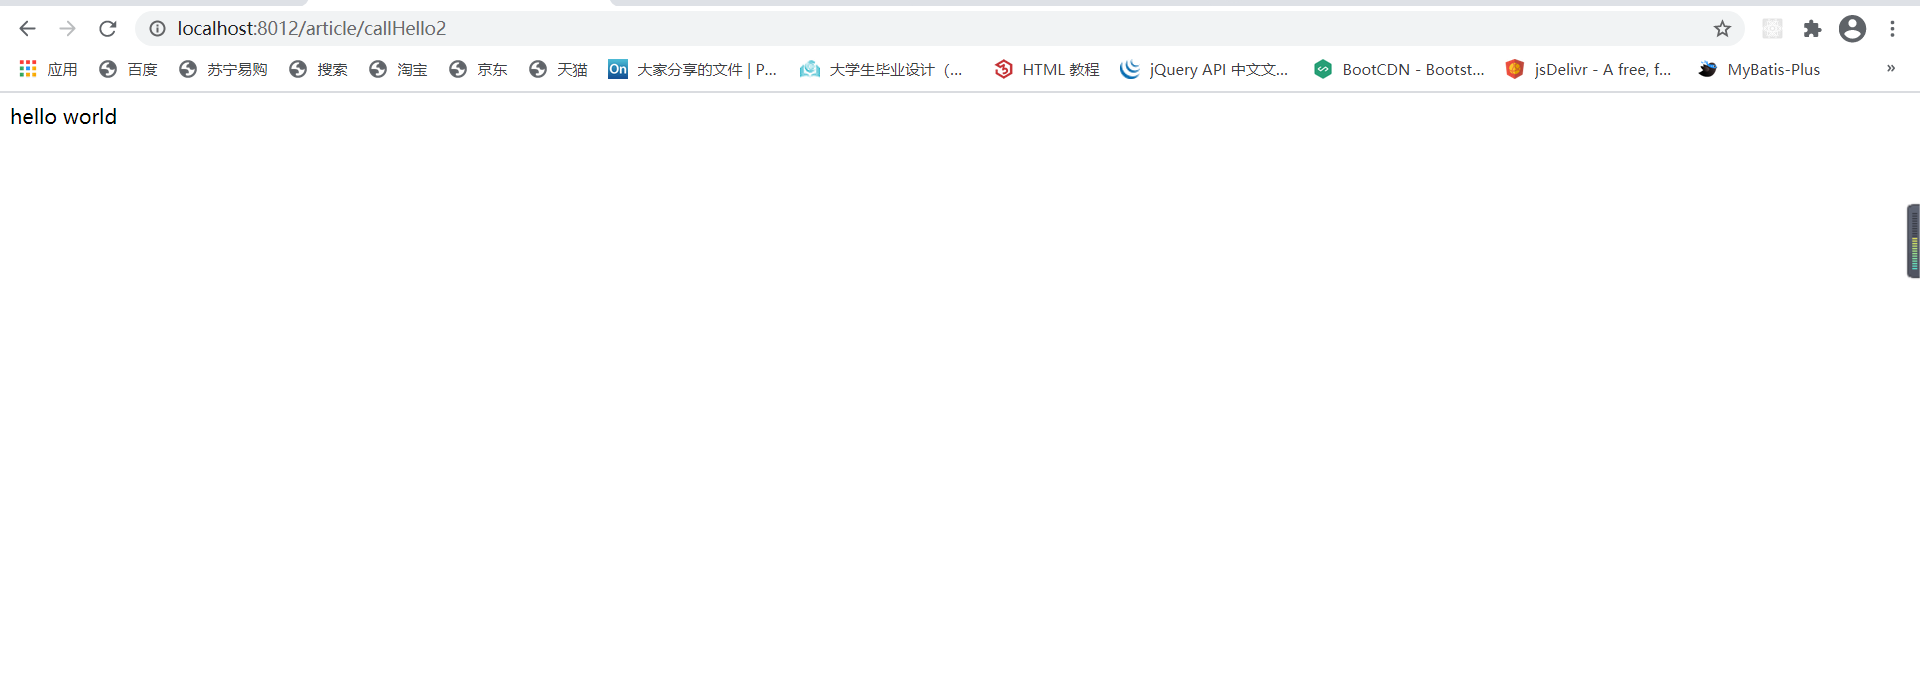 localhost:8012/article/callHello2
应用 百度 苏宁易购 搜索 淘宝 京东 天猫 On 大家分享的文件 | P... 大学生毕业设计（... HTML 教程 jQuery API 中文文... BootCDN - Bootst... jsDelivr - A free, f... MyBatis-Plus »
hello world